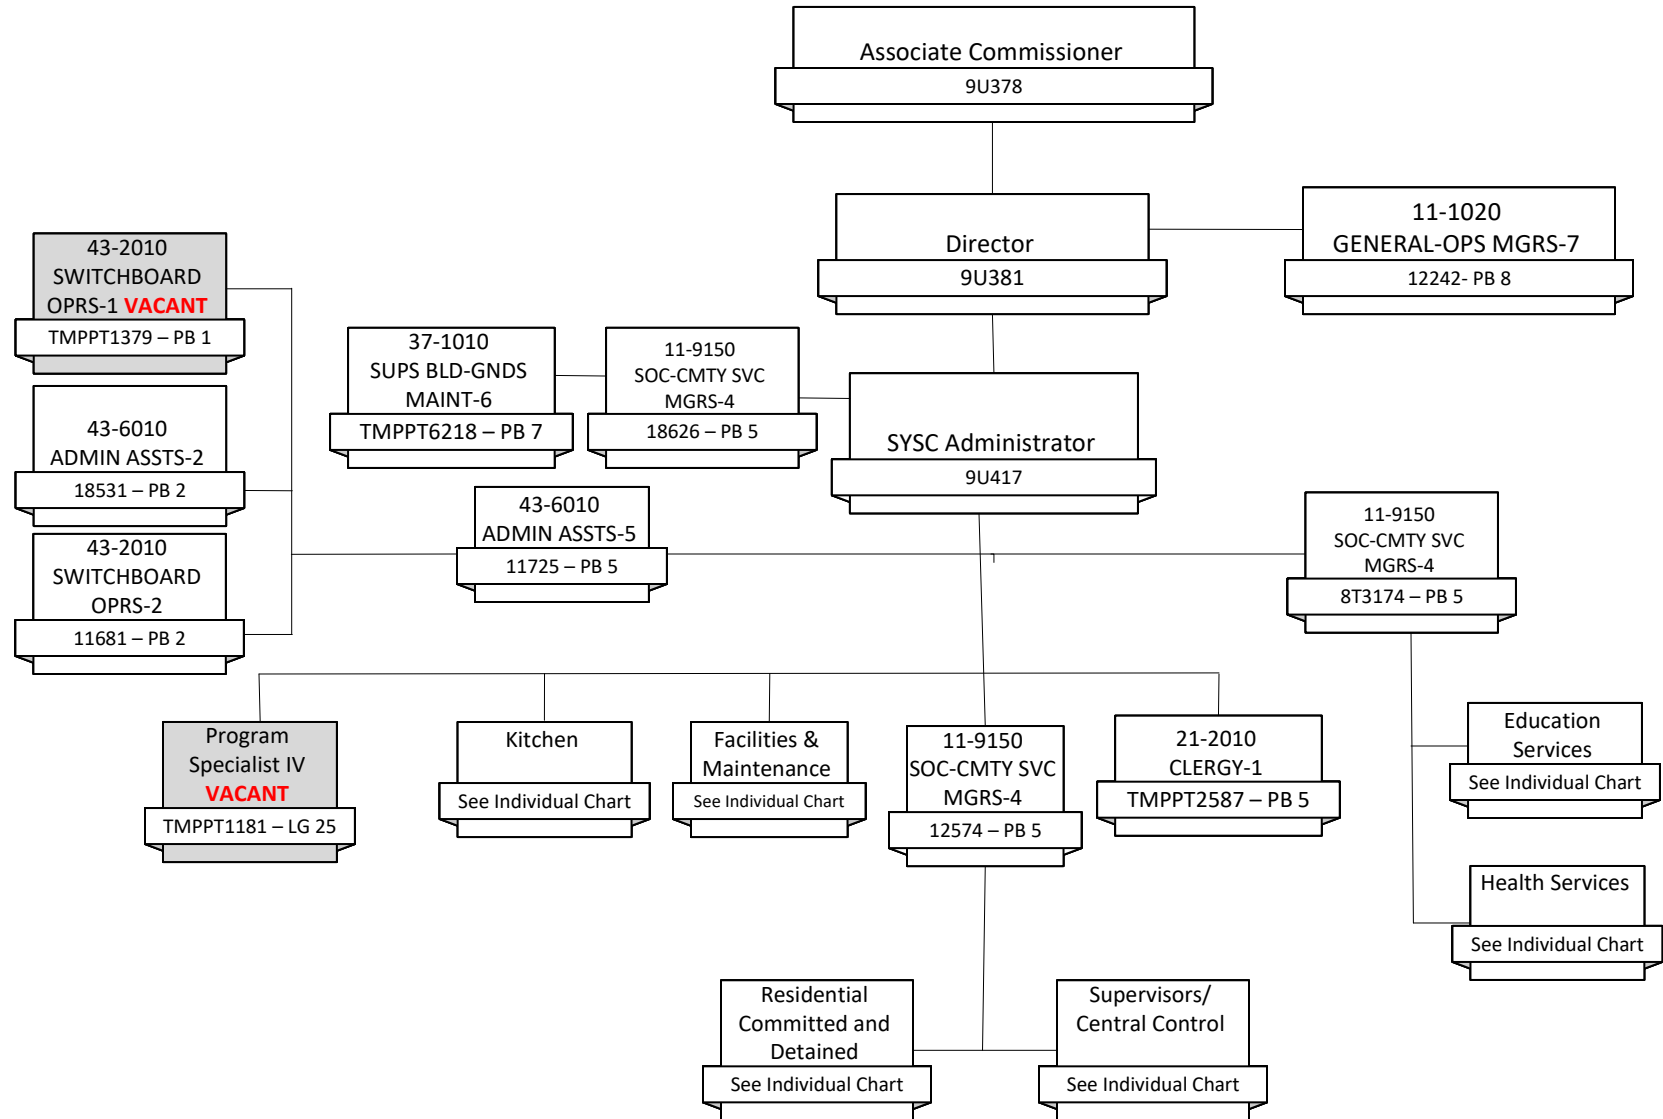 Associate Commissioner
9U378
Director
9U381
11-1020
GENERAL-OPS MGRS-7
12242- PB 8
43-2010
SWITCHBOARD
OPRS-1 VACANT
TMPPT1379 – PB 1
37-1010
SUPS BLD-GNDS
MAINT-6
TMPPT6218 – PB 7
11-9150
SOC-CMTY SVC
MGRS-4
18626 – PB 5
SYSC Administrator
9U417
43-6010
ADMIN ASSTS-2
18531 – PB 2
43-6010
ADMIN ASSTS-5
11725 – PB 5
11-9150
SOC-CMTY SVC
MGRS-4
8T3174 – PB 5
43-2010
SWITCHBOARD
OPRS-2
11681 – PB 2
Program
Specialist IV
VACANT
TMPPT1181 – LG 25
Kitchen
See Individual Chart
Facilities &
Maintenance
See Individual Chart
11-9150
SOC-CMTY SVC
MGRS-4
12574 – PB 5
21-2010
CLERGY-1
TMPPT2587 – PB 5
Education
Services
See Individual Chart
Health Services
See Individual Chart
Residential
Committed and
Detained
See Individual Chart
Supervisors/
Central Control
See Individual Chart